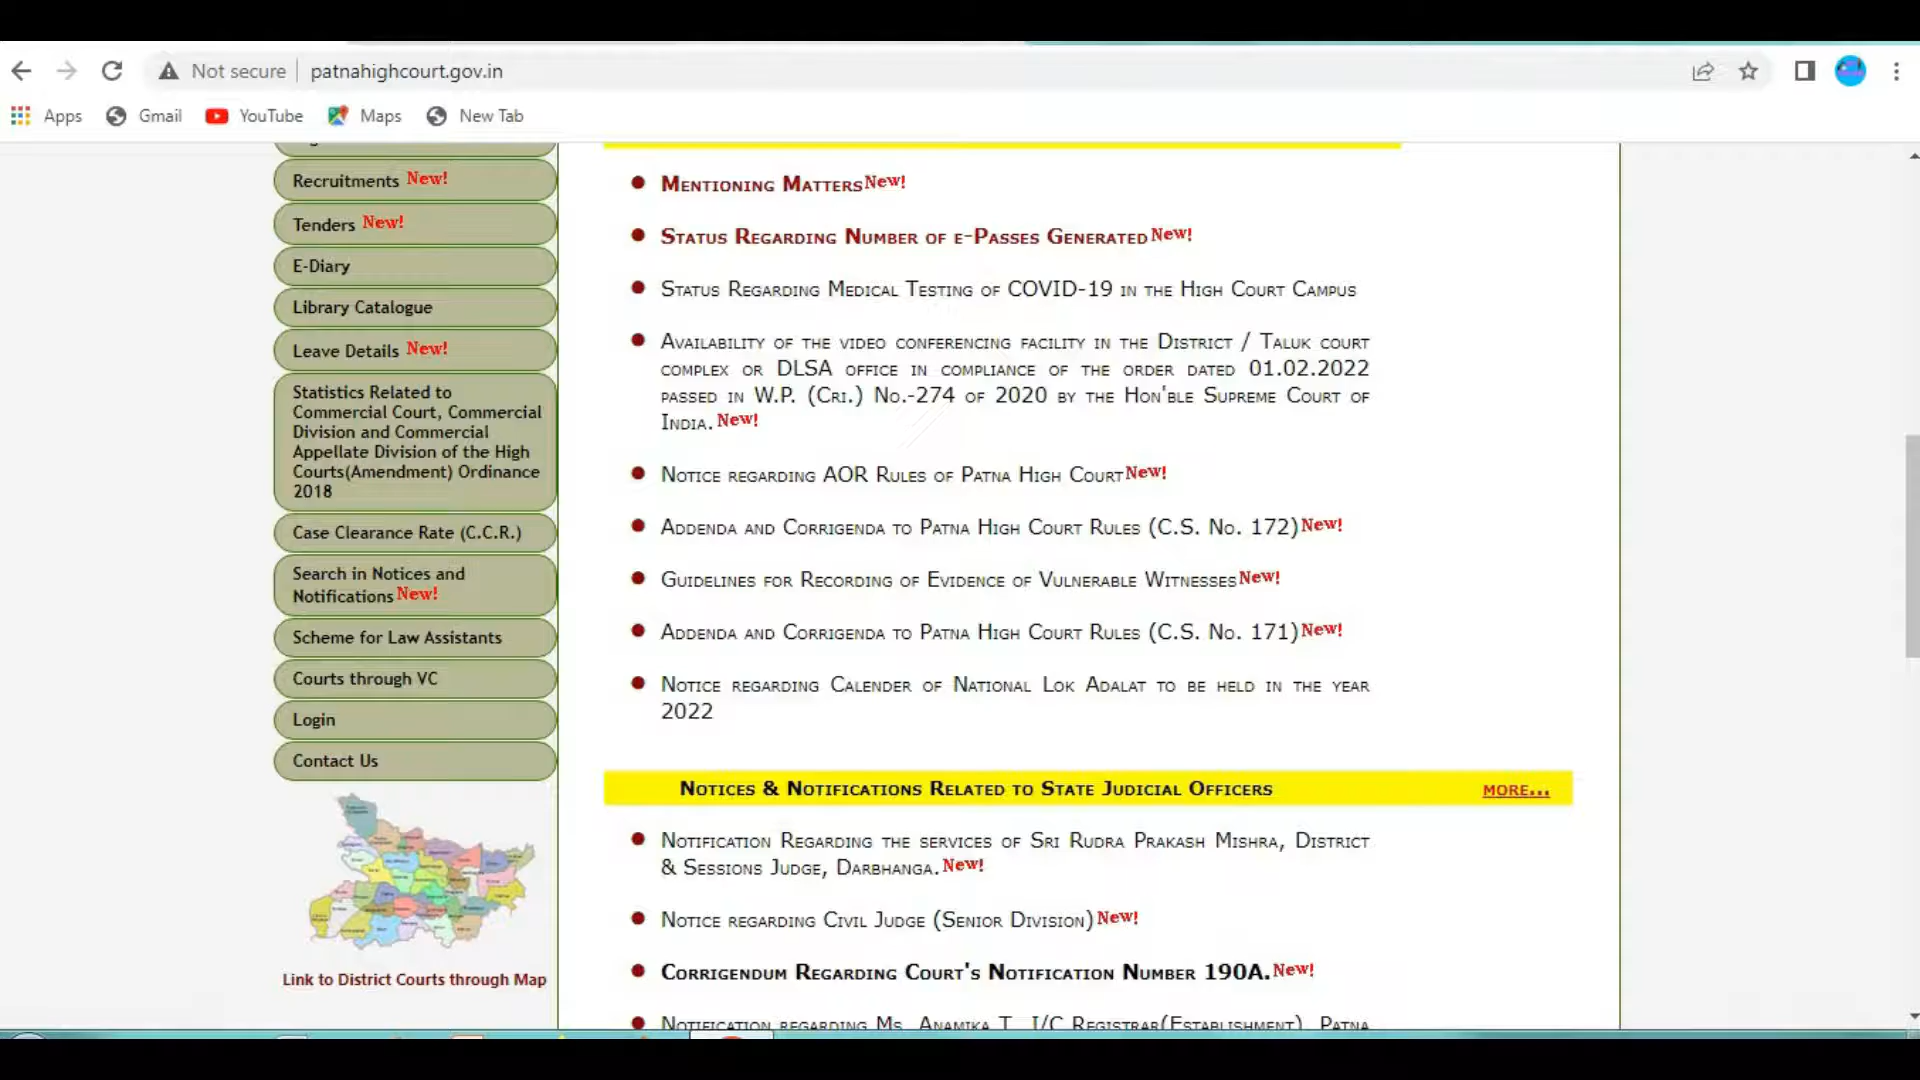 Not secure
patnahighcourt.gov.in
Apps
Gmail
YouTube
Maps
New Tab
Recruitments New!
Tenders New!
E-Diary
Library Catalogue
Leave Details New!
Statistics Related to
Commercial Court, Commercial
Division and Commercial
Appellate Division of the High
Courts(Amendment) Ordinance
2018
Case Clearance Rate (C.C.R.)
Search in Notices and
Notifications New!
Scheme for Law Assistants
Courts through VC
Login
Contact Us
Link to District Courts through Map
Mentioning Matters New!
Status Regarding Number of e-Passes Generated New!
Status Regarding Medical Testing of COVID-19 in the High Court Campus
Availability of the video conferencing facility in the District / Taluk court
complex or DLSA office in compliance of the order dated 01.02.2022
passed in W.P. (Cri.) No.-274 of 2020 by the Hon'ble Supreme Court of
India. New!
Notice regarding AOR Rules of Patna High Court New!
Addenda and Corrigenda to Patna High Court Rules (C.S. No. 172) New!
Guidelines for Recording of Evidence of Vulnerable Witnesses New!
Addenda and Corrigenda to Patna High Court Rules (C.S. No. 171) New!
Notice regarding Calender of National Lok Adalat to be held in the year
2022
Notices & Notifications Related to State Judicial Officers
MORE...
Notification Regarding the services of Sri Rudra Prakash Mishra, District
& Sessions Judge, Darbhanga. New!
Notice regarding Civil Judge (Senior Division) New!
Corrigendum Regarding Court's Notification Number 190A. New!
Notification regarding Ms. Anamika T, I/C Registrar(Establishment), Patna